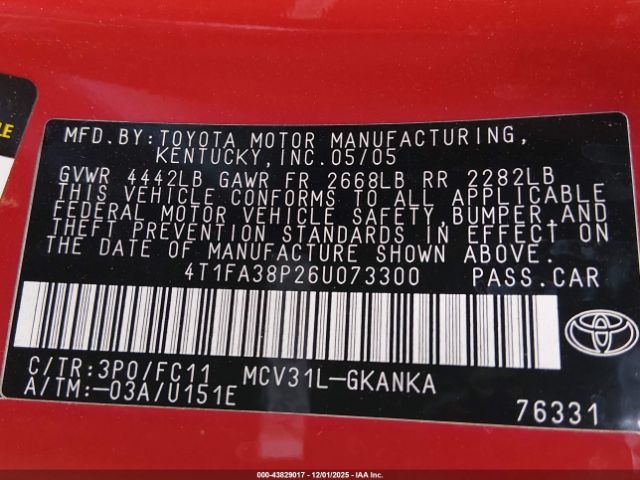 LE
MFD.BY:TOYOTA MOTOR MANUFACTURING,
KENTUCKY,INC.05/05
GVWR 4442LB GAWR FR 2668LB RR 2282LB
THIS VEHICLE CONFORMS TO ALL APPLICABLE
FEDERAL MOTOR VEHICLE SAFETY,BUMPER,AND
THEFT PREVENTION STANDARDS IN EFFECT ON
THE DATE OF MANUFACTURE SHOWN ABOVE.
4T1FA38P26U073300 PASS.CAR
C/TR:3P0/FC11 MCV31L-GKANKA
A/TM:-03A/U151E
76331
000-43829017 - 12/01/2025 - IAA, Inc.